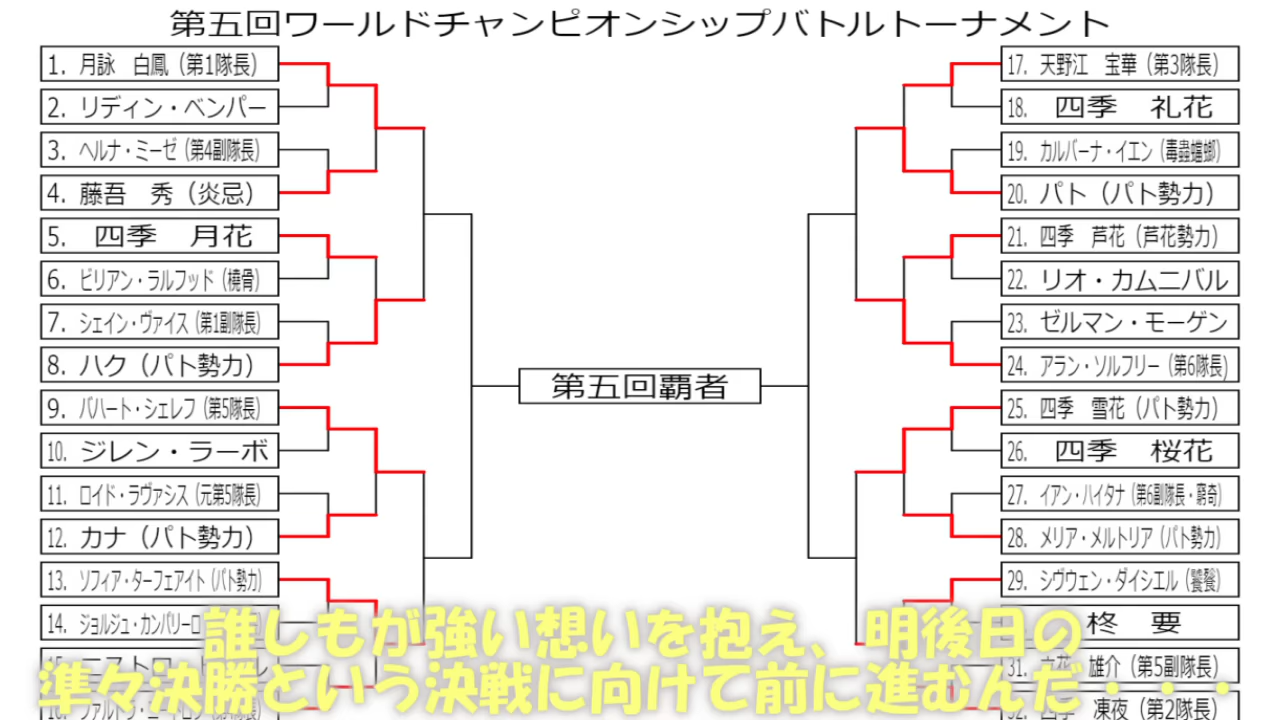 第五回ワールドチャンピオンシップバトルトーナメント
1. 月詠　白鳳（第1隊長）
2. リディン・ベンパー
3. ヘルナ・ミーゼ（第4副隊長）
4. 藤吾　秀（炎忌）
5. 四季　月花
6. ビリアン・ラルフッド（橈骨）
7. シェイン・ヴァイス（第1副隊長）
8. ハク（パト勢力）
9. バハート・シェレフ（第5隊長）
10. ジレン・ラーボ
11. ロイド・ラヴァシス（元第5隊長）
12. カナ（パト勢力）
13. ソフィア・ターフェアイト（パト勢力）
14. ジョルジュ・カンパリーロ
第五回覇者
17. 天野江　宝華（第3隊長）
18. 四季　礼花
19. カルバーナ・イエン（毒蟲蟷螂）
20. パト（パト勢力）
21. 四季　芦花（芦花勢力）
22. リオ・カムニバル
23. ゼルマン・モーゲン
24. アラン・ソルフリー（第6隊長）
25. 四季　雪花（パト勢力）
26. 四季　桜花
27. イアン・ハイタナ（第6副隊長・窮奇）
28. メリア・メルトリア（パト勢力）
29. シヴウェン・ダイシエル（饕餮）
柊　要
31. 立花　雄介（第5副隊長）
32. 四季　凍夜（第2隊長）
誰しもが強い想いを抱え、明後日の
準々決勝という決戦に向けて前に進むんだ・・・